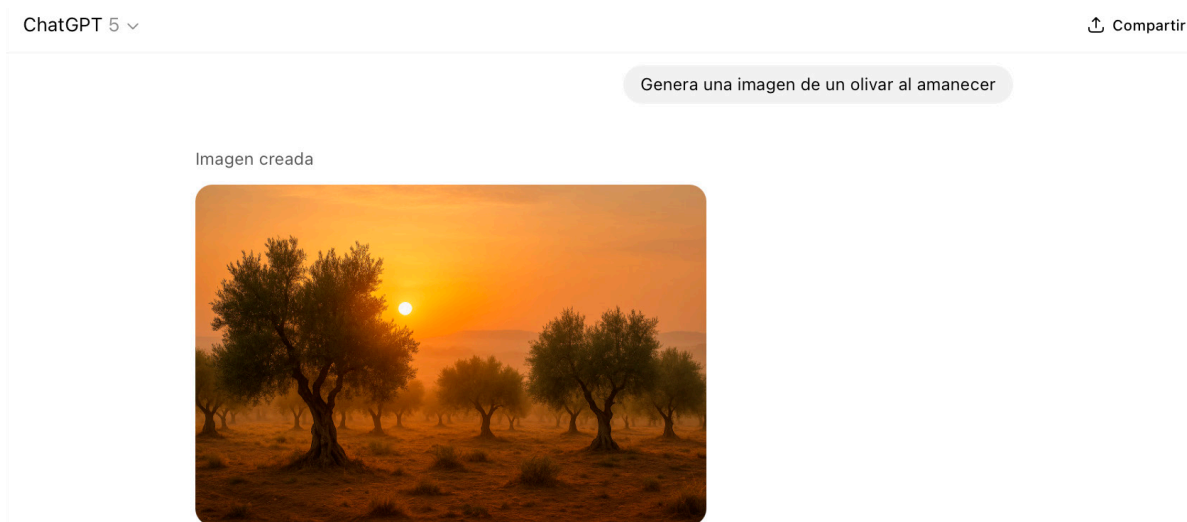 ChatGPT 5
Compartir
Genera una imagen de un olivar al amanecer
Imagen creada